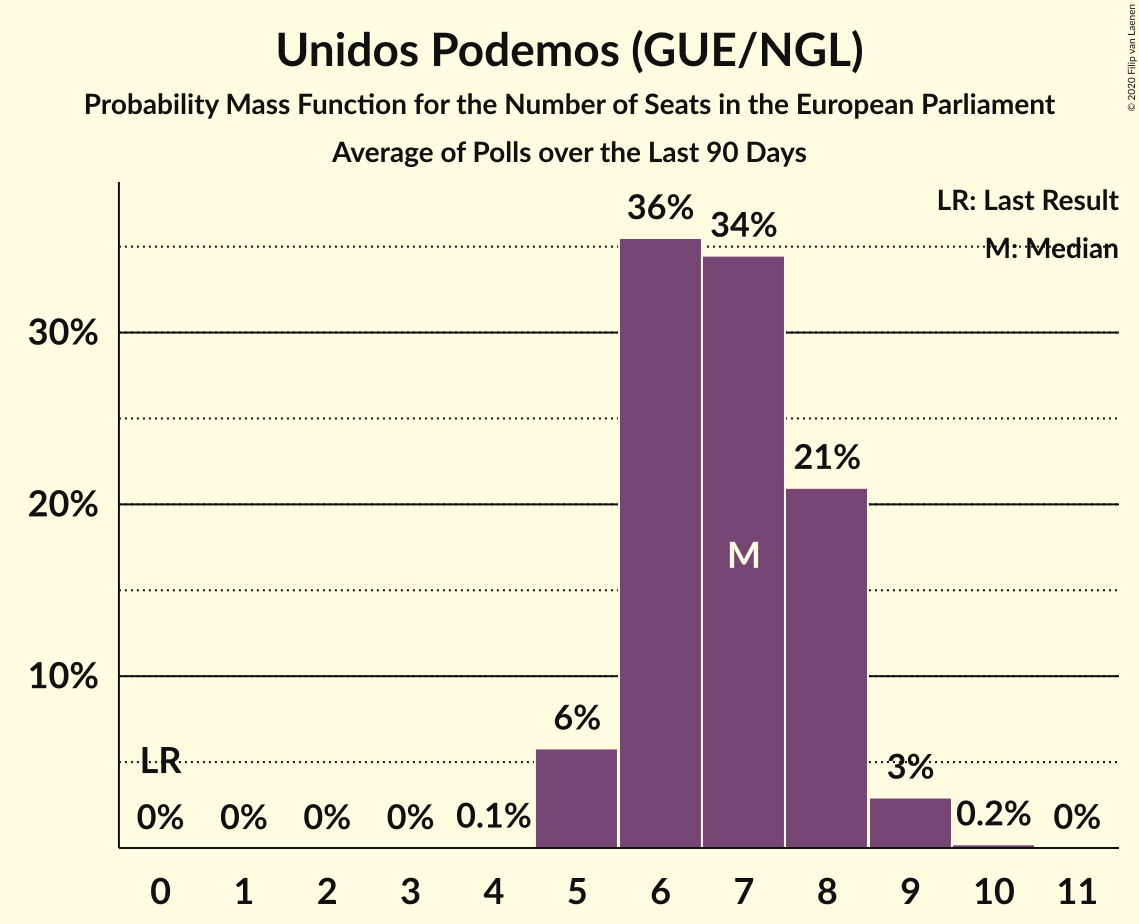 Unidos Podemos (GUE/NGL)
Probability Mass Function for the Number of Seats in the European Parliament
Average of Polls over the Last 90 Days
© 2020 Filip van Laenen
LR: Last Result
M: Median
36%
34%
30%
21%
20%
M
10%
6%
LR
3%
0% 0% 0% 0% 0.1% 0.2% 0%
0 1 2 3 4 5 6 7 8 9 10 11